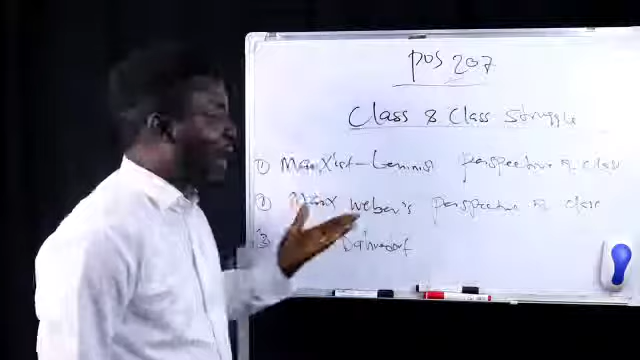 POS 207
Class & Class Struggle
① Marxist-Leninist perspective of class
② Max Weber's perspective of class
③ Dahrendorf